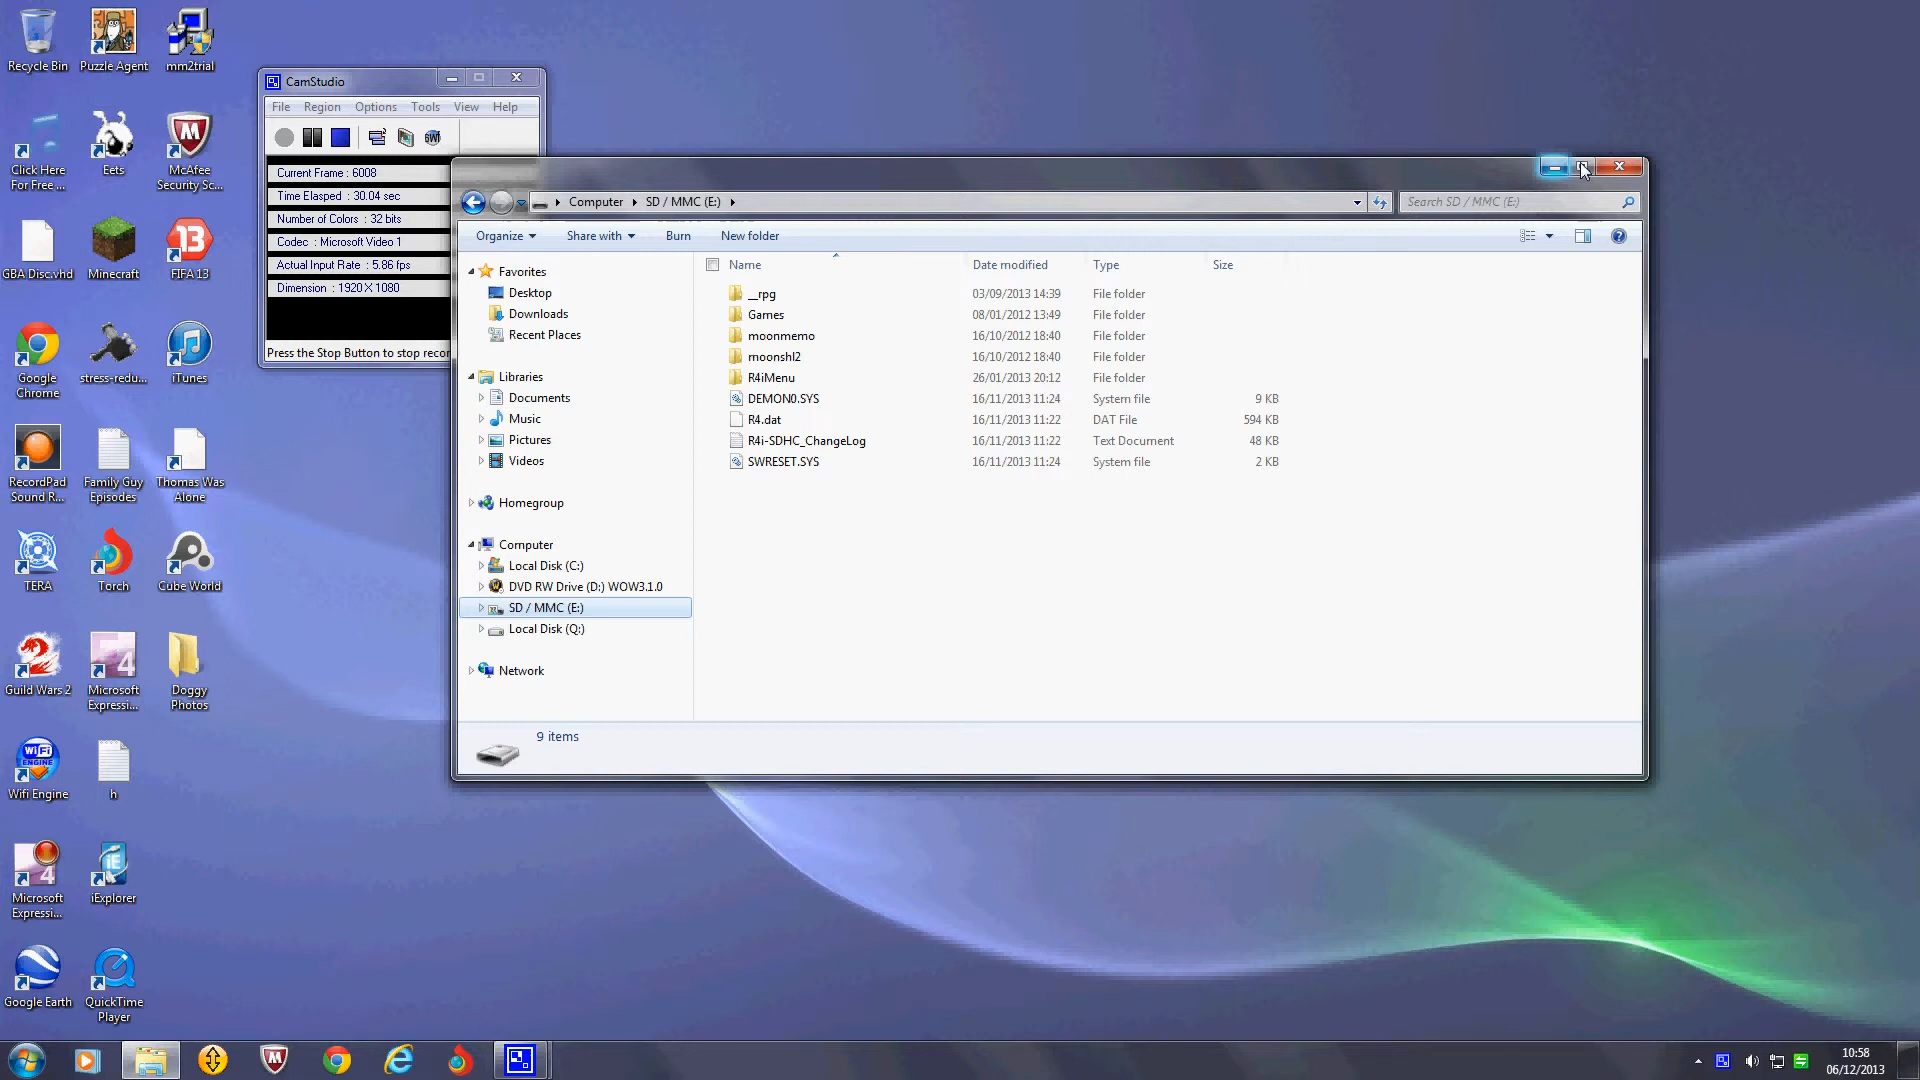 Recycle Bin
Puzzle Agent
mm2trial
Click Here
For Free ...
Eets
McAfee
Security Sc...
GBA Disc.vhd
Minecraft
FIFA 13
Google
Chrome
stress-redu...
iTunes
RecordPad
Sound R...
Family Guy
Episodes
Thomas Was
Alone
TERA
Torch
Cube World
Guild Wars 2
Microsoft
Expressi...
Doggy
Photos
Wifi Engine
h
Microsoft
Expressi...
iExplorer
Google Earth
QuickTime
Player
CamStudio
File Region Options Tools View Help
Current Frame : 6008
Time Elasped : 30.04 sec
Number of Colors : 32 bits
Codec : Microsoft Video 1
Actual Input Rate : 5.86 fps
Dimension : 1920 X 1080
Press the Stop Button to stop recor
Computer SD / MMC (E:)
Search SD / MMC (E:)
Organize Share with Burn New folder
Favorites
Desktop
Downloads
Recent Places
Libraries
Documents
Music
Pictures
Videos
Homegroup
Computer
Local Disk (C:)
DVD RW Drive (D:) WOW3.1.0
SD / MMC (E:)
Local Disk (Q:)
Network
Name Date modified Type Size
__rpg 03/09/2013 14:39 File folder
Games 08/01/2012 13:49 File folder
moonmemo 16/10/2012 18:40 File folder
moonshl2 16/10/2012 18:40 File folder
R4iMenu 26/01/2013 20:12 File folder
DEMON0.SYS 16/11/2013 11:24 System file 9 KB
R4.dat 16/11/2013 11:22 DAT File 594 KB
R4i-SDHC_ChangeLog 16/11/2013 11:22 Text Document 48 KB
SWRESET.SYS 16/11/2013 11:24 System file 2 KB
9 items
10:58
06/12/2013